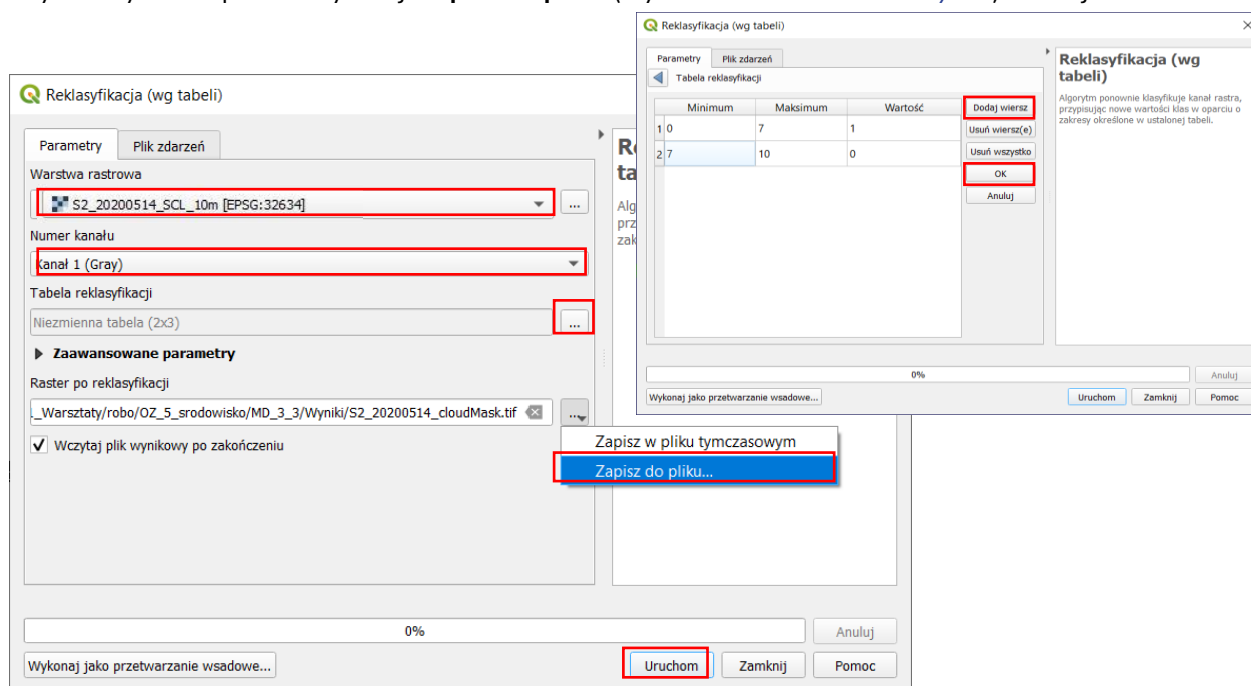 Reklasyfikacja (wg tabeli)
Parametry
Plik zdarzeń
Warstwa rastrowa
S2_20200514_SCL_10m [EPSG:32634]
...
Numer kanału
Kanał 1 (Gray)
Tabela reklasyfikacji
Niezmienna tabela (2x3)
...
Zaawansowane parametry
Raster po reklasyfikacji
_Warsztaty/robo/OZ_5_srodowisko/MD_3_3/Wyniki/S2_20200514_cloudMask.tif
...
Wczytaj plik wynikowy po zakończeniu
Zapisz w pliku tymczasowym
Zapisz do pliku...
0%
Anuluj
Wykonaj jako przetwarzanie wsadowe...
Uruchom
Zamknij
Pomoc
Reklasyfikacja (wg tabeli)
Parametry
Plik zdarzeń
Tabela reklasyfikacji
Minimum Maksimum Wartość
1 0 7 1
2 7 10 0
Dodaj wiersz
Usuń wiersz(e)
Usuń wszystko
OK
Anuluj
Reklasyfikacja (wg
tabeli)
Algorytm ponownie klasyfikuje kanał rastra,
przypisując nowe wartości klas w oparciu o
zakresy określone w ustalonej tabeli.
0%
Anuluj
Wykonaj jako przetwarzanie wsadowe...
Uruchom
Zamknij
Pomoc